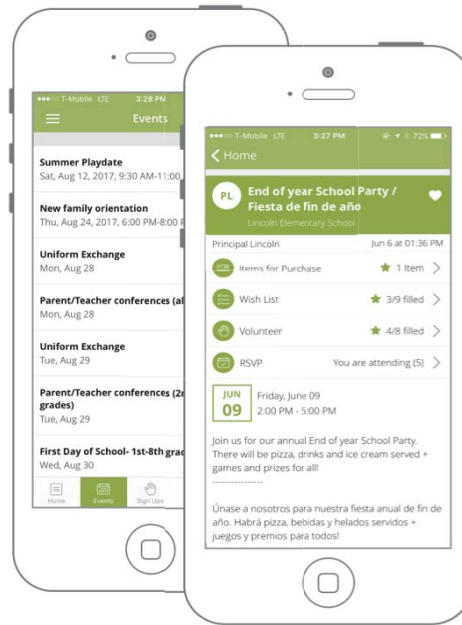 T-Mobile LTE 3:28 PM
Events
Summer Playdate
Sat, Aug 12, 2017, 9:30 AM-11:00
New family orientation
Thu, Aug 24, 2017, 6:00 PM-8:00
Uniform Exchange
Mon, Aug 28
Parent/Teacher conferences
Mon, Aug 28
Uniform Exchange
Tue, Aug 29
Parent/Teacher conferences
grades)
Tue, Aug 29
First Day of School- 1st-8th
Wed, Aug 30
Home Events Sign Ups
T-Mobile LTE 3:27 PM 72%
Home
PL
End of year School Party /
Fiesta de fin de año
Lincoln Elementary School
Principal Lincoln Jun 6 at 01:36 PM
Items for Purchase 1 Item
Wish List 3/9 filled
Volunteer 4/8 filled
RSVP You are attending (5)
JUN
09
Friday, June 09
2:00 PM - 5:00 PM
Join us for our annual End of year School Party.
There will be pizza, drinks and ice cream served +
games and prizes for all!
----------------
Únase a nosotros para nuestra fiesta anual de fin de
año. Habrá pizza, bebidas y helados servidos +
juegos y premios para todos!